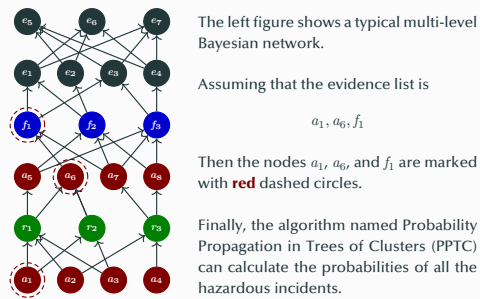 e5 e6 e7
e1 e2 e3 e4
f1 f2 f3
a5 a6 a7 a8
r1 r2 r3
a1 a2 a3 a4
The left figure shows a typical multi-level
Bayesian network.
Assuming that the evidence list is
a1, a6, f1
Then the nodes a1, a6, and f1 are marked
with red dashed circles.
Finally, the algorithm named Probability
Propagation in Trees of Clusters (PPTC)
can calculate the probabilities of all the
hazardous incidents.